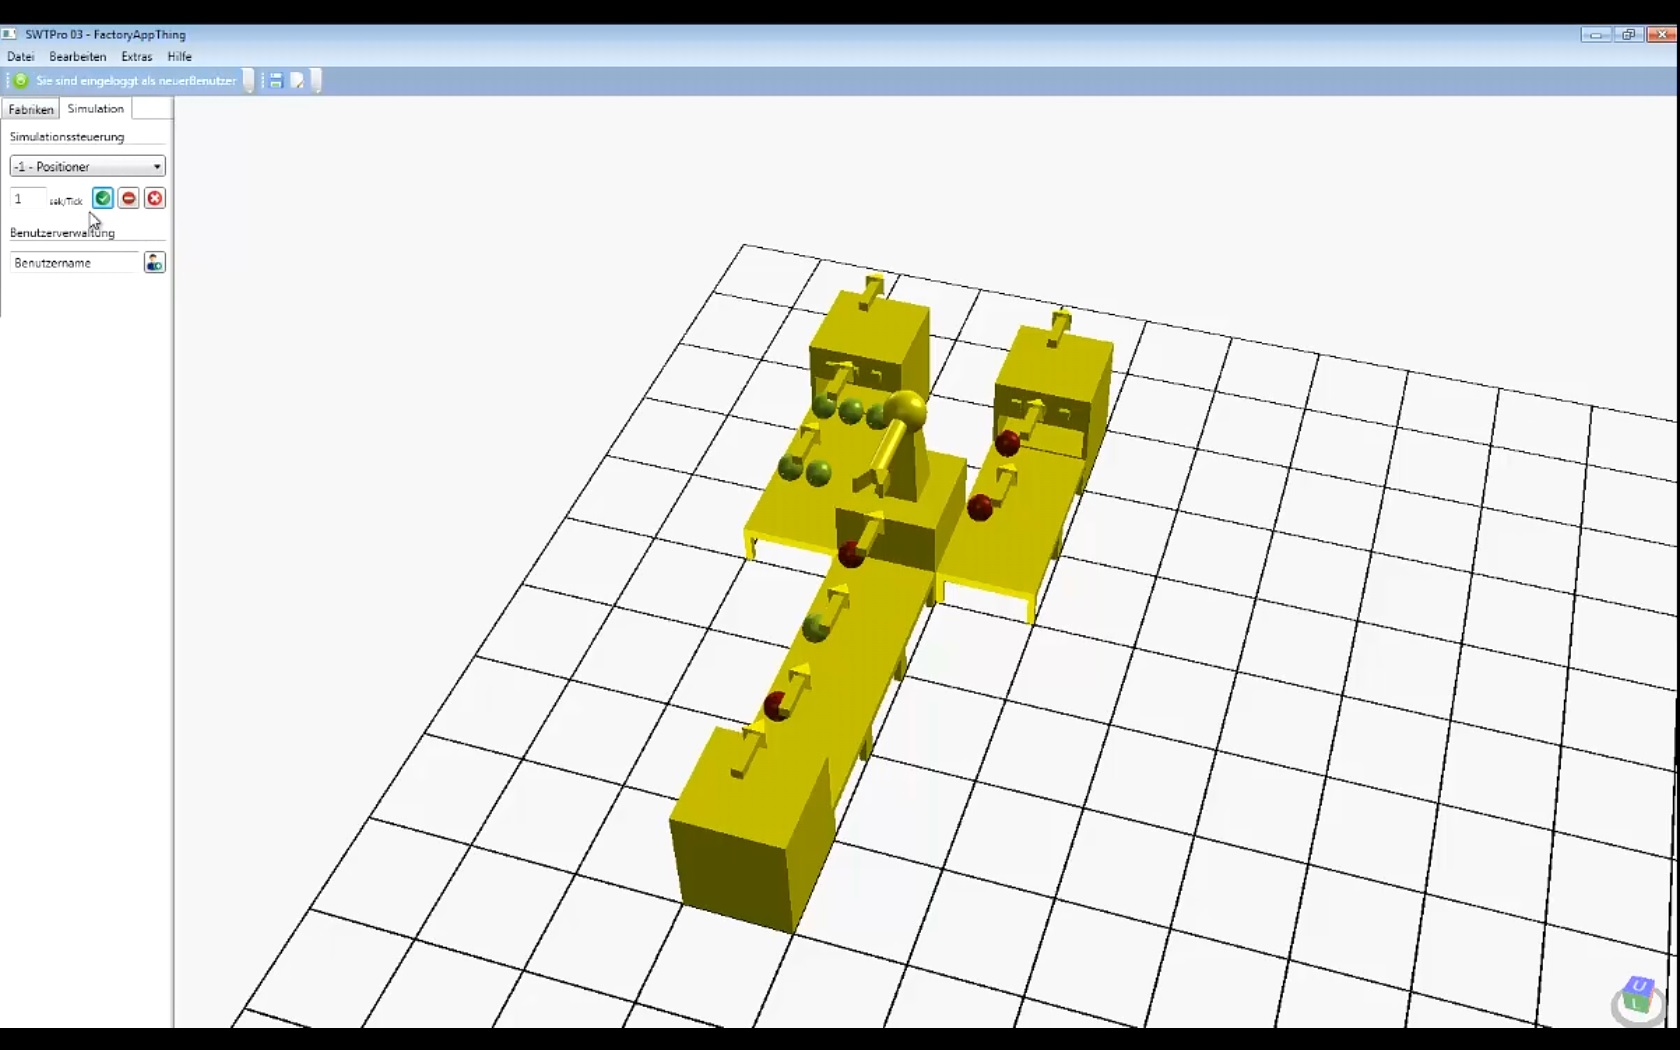 SWTPro 03 - FactoryAppThing
Datei Bearbeiten Extras Hilfe
Sie sind eingeloggt als neuerBenutzer
Fabriken Simulation
Simulationssteuerung
-1 - Positioner
1 sek/Tick
Benutzerverwaltung
Benutzername
U
L